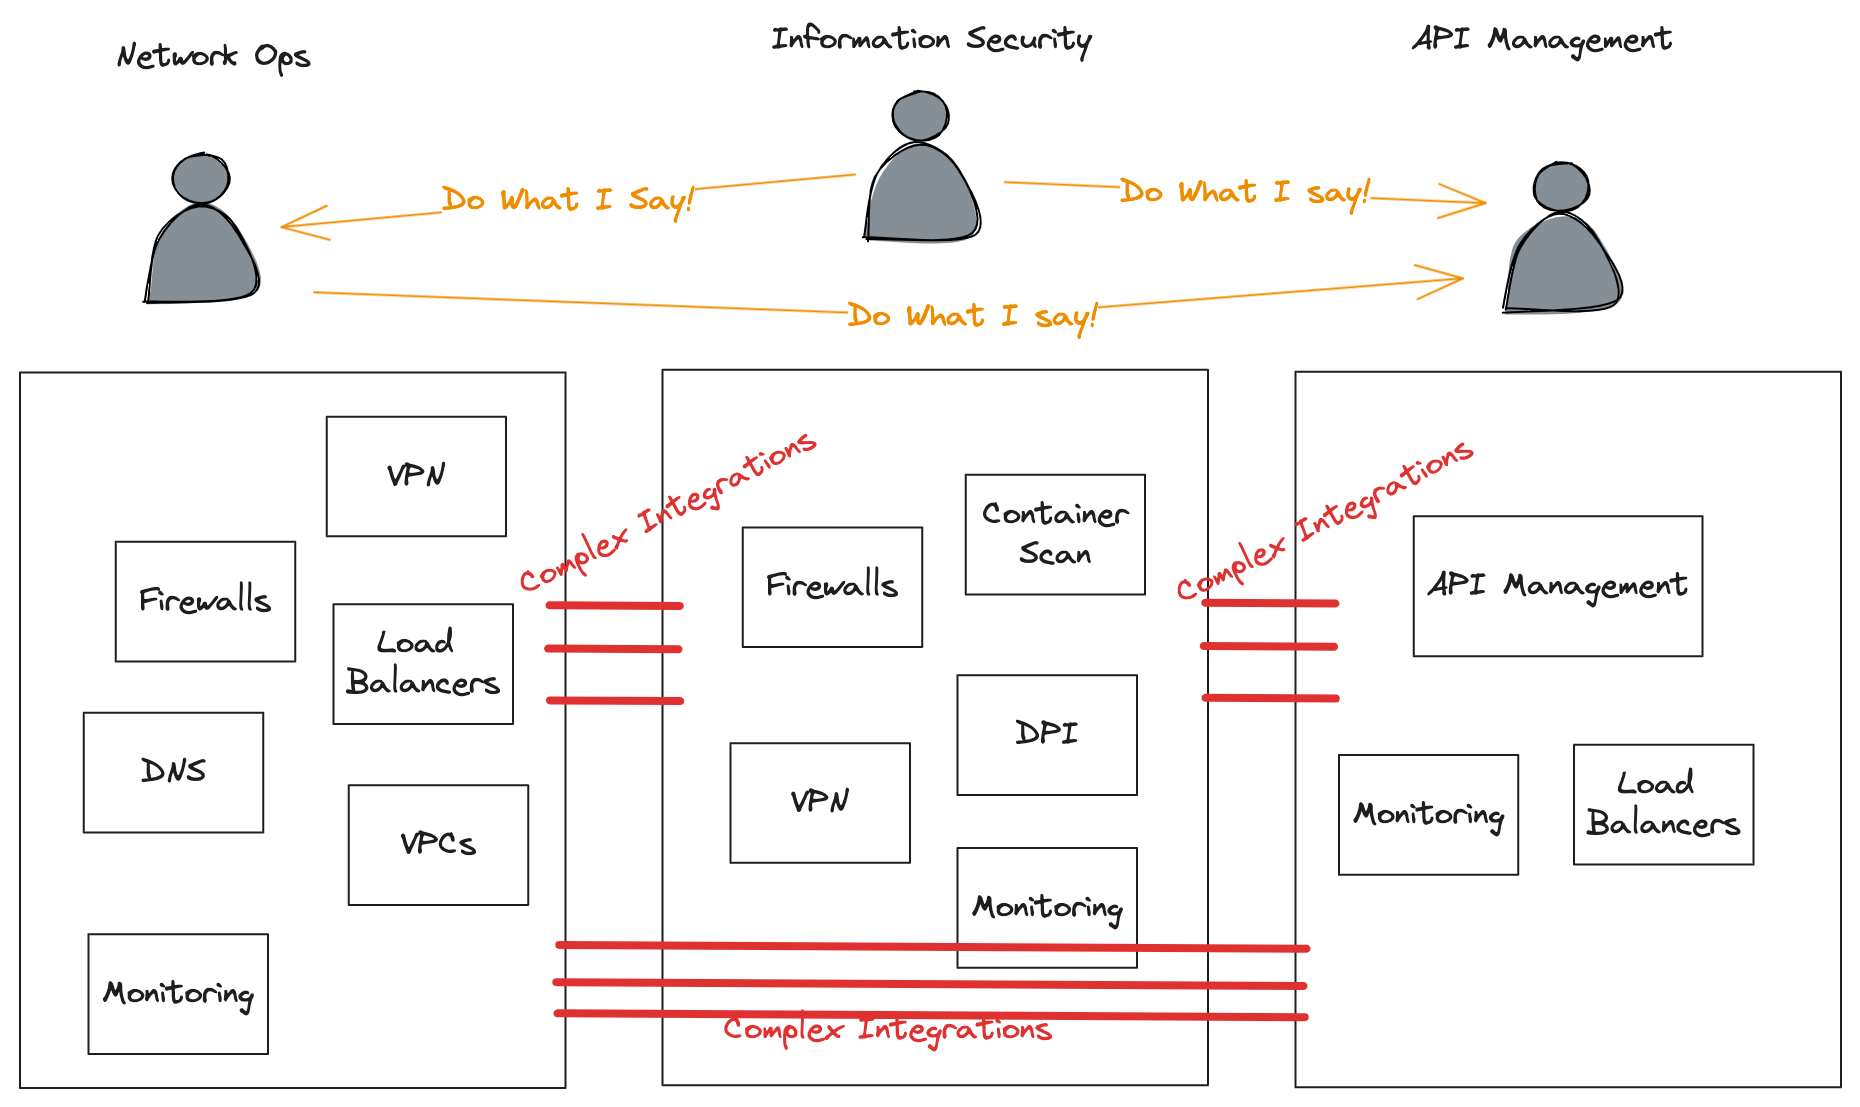 Network Ops
Information Security
API Management
Do What I Say!
Do What I say!
Do What I say!
VPN
Firewalls
Load
Balancers
DNS
VPCs
Monitoring
Complex Integrations
Container
Scan
Firewalls
DPI
VPN
Monitoring
Complex Integrations
Complex Integrations
API Management
Monitoring
Load
Balancers